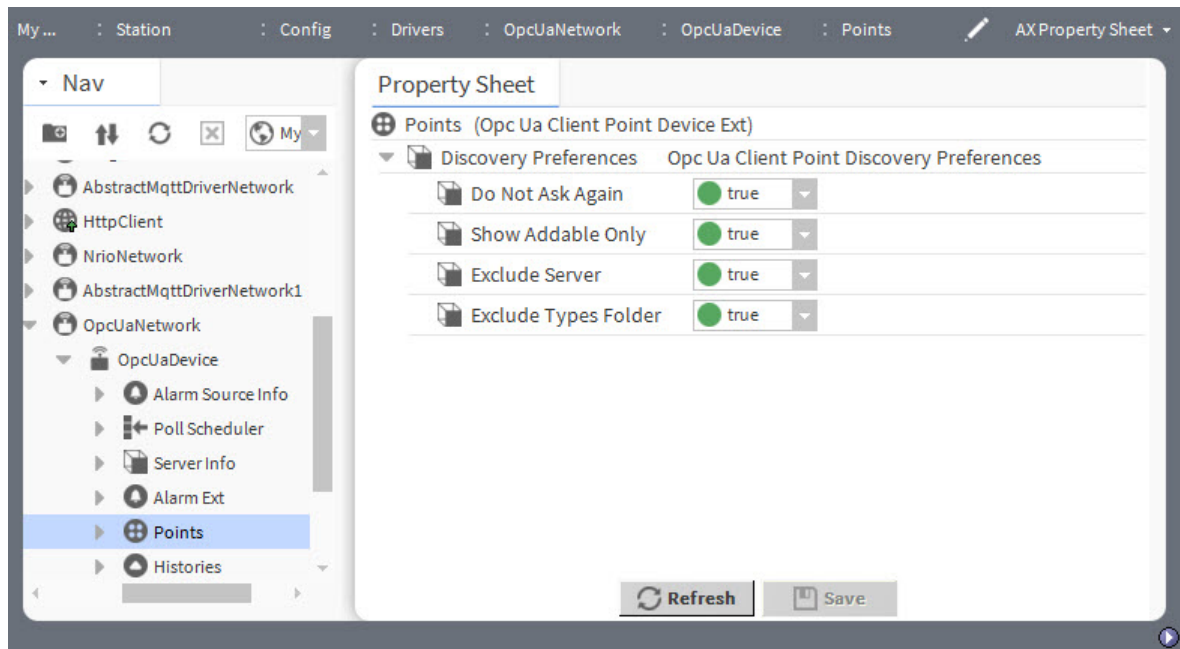 My ... : Station : Config : Drivers : OpcUaNetwork : OpcUaDevice : Points AX Property Sheet
Nav
My
AbstractMqttDriverNetwork
HttpClient
NrioNetwork
AbstractMqttDriverNetwork1
OpcUaNetwork
OpcUaDevice
Alarm Source Info
Poll Scheduler
Server Info
Alarm Ext
Points
Histories
Property Sheet
Points (Opc Ua Client Point Device Ext)
Discovery Preferences Opc Ua Client Point Discovery Preferences
Do Not Ask Again true
Show Addable Only true
Exclude Server true
Exclude Types Folder true
Refresh Save